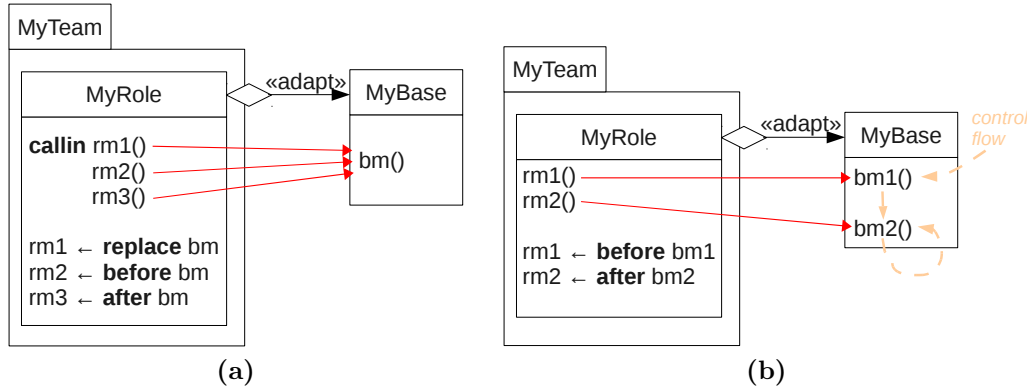 MyTeam
MyRole
«adapt»
MyBase
callin rm1()
rm2()
rm3()
bm()
rm1 ← replace bm
rm2 ← before bm
rm3 ← after bm
(a)
MyTeam
MyRole
«adapt»
MyBase
control
flow
rm1()
rm2()
bm1()
bm2()
rm1 ← before bm1
rm2 ← after bm2
(b)